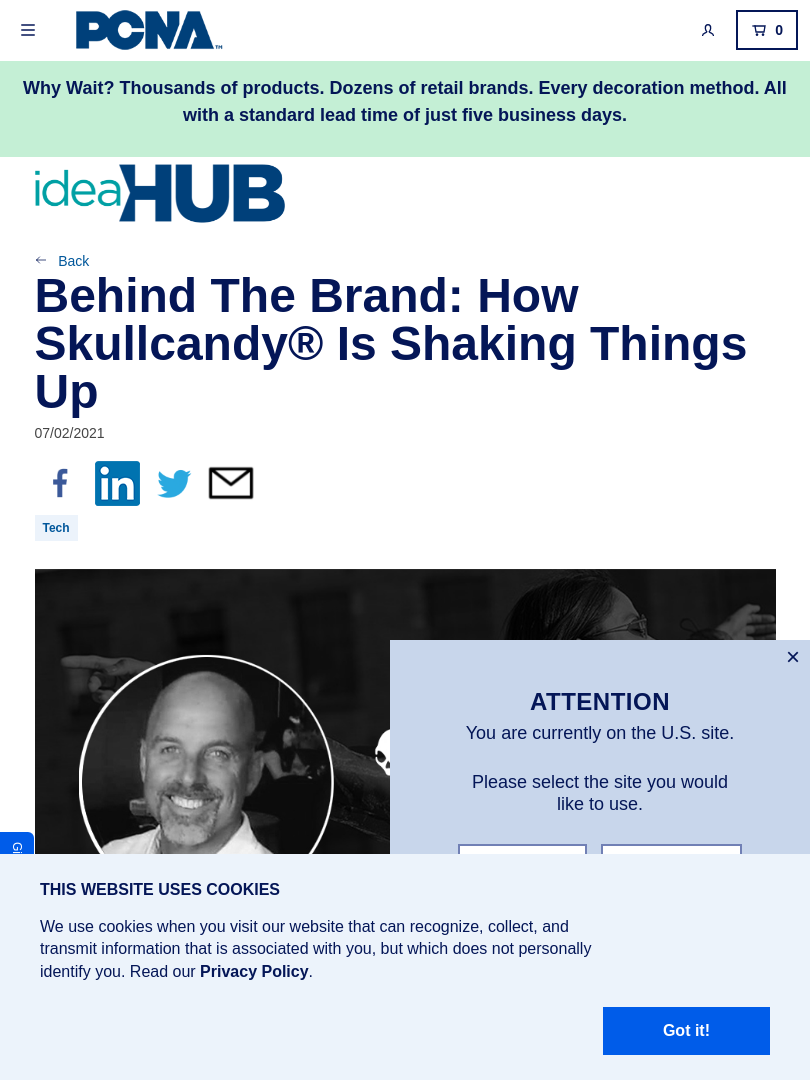 PCNA™
0
Why Wait? Thousands of products. Dozens of retail brands. Every decoration method. All
with a standard lead time of just five business days.
ideaHUB
Back
Behind The Brand: How
Skullcandy® Is Shaking Things
Up
07/02/2021
f
in
Tech
ATTENTION
You are currently on the U.S. site.
Please select the site you would
like to use.
THIS WEBSITE USES COOKIES
We use cookies when you visit our website that can recognize, collect, and
transmit information that is associated with you, but which does not personally
identify you. Read our Privacy Policy.
Got it!